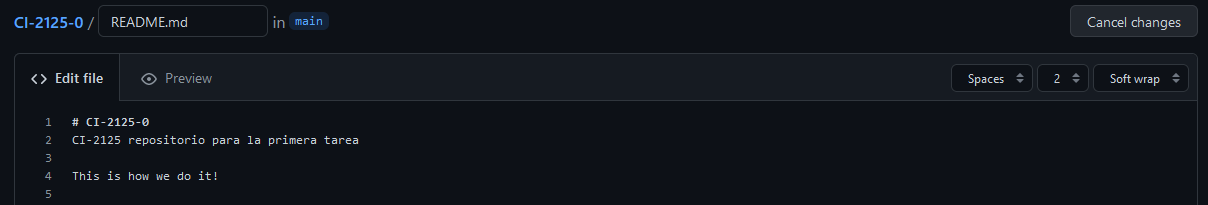 CI-2125-0 / README.md in main Cancel changes
Edit file Preview Spaces 2 Soft wrap
1 # CI-2125-0
2 CI-2125 repositorio para la primera tarea
3
4 This is how we do it!
5